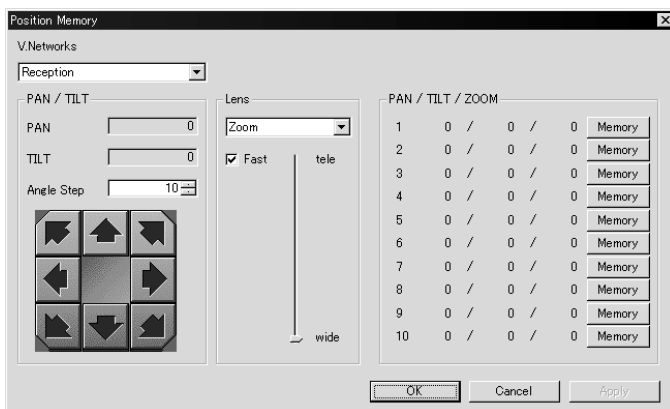 Position Memory
V.Networks
Reception
PAN / TILT
PAN 0
TILT 0
Angle Step 10
Lens
Zoom
Fast
tele
wide
PAN / TILT / ZOOM
1 0 / 0 / 0 Memory
2 0 / 0 / 0 Memory
3 0 / 0 / 0 Memory
4 0 / 0 / 0 Memory
5 0 / 0 / 0 Memory
6 0 / 0 / 0 Memory
7 0 / 0 / 0 Memory
8 0 / 0 / 0 Memory
9 0 / 0 / 0 Memory
10 0 / 0 / 0 Memory
OK Cancel Apply